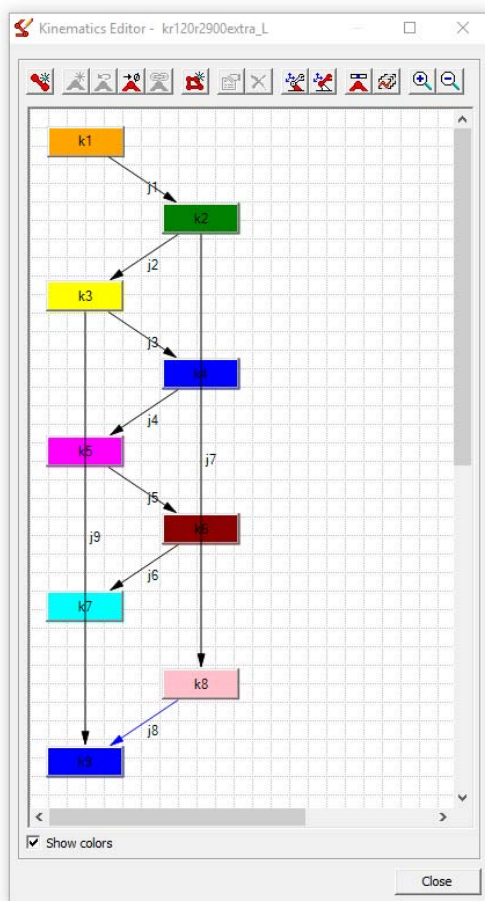 Kinematics Editor - kr120r2900extra_L
k1
j1
k2
j2
k3
j3
k4
j4
k5
j7
j5
k6
j9
j6
k7
k8
j8
k9
Show colors
Close